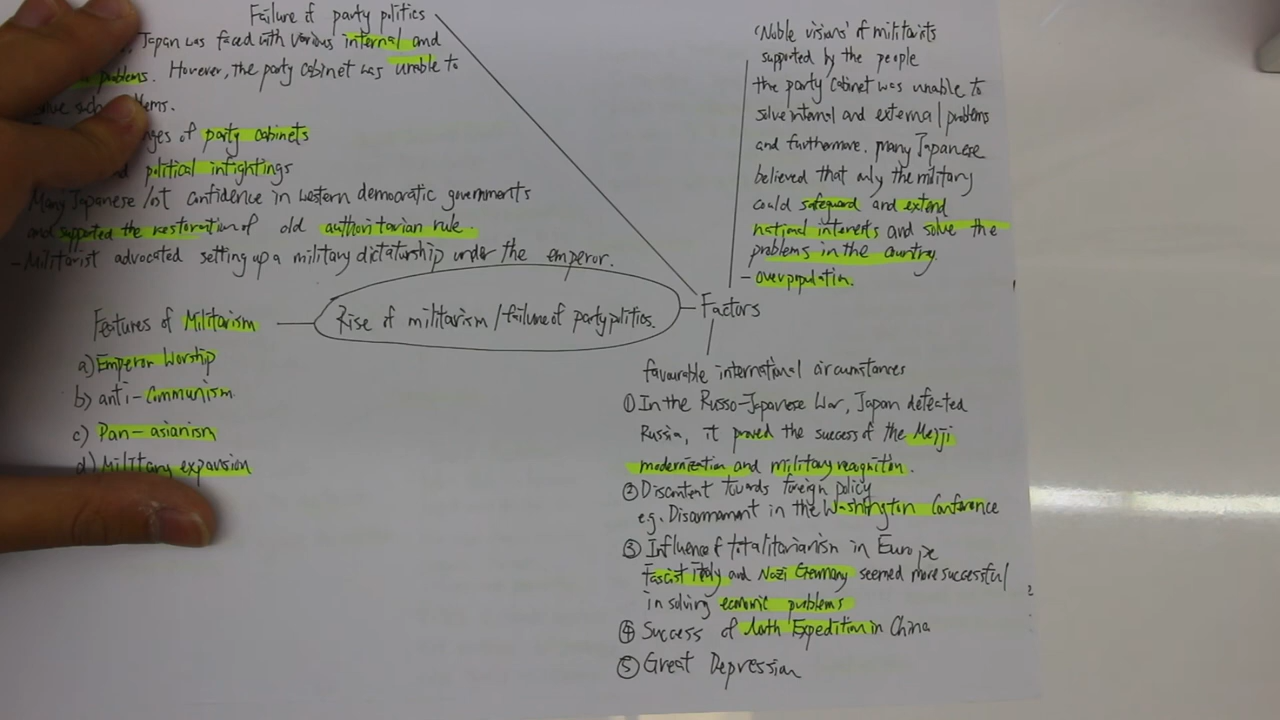 Failure of party politics
Japan was faced with various internal and
problems. However, the party cabinet was unable to
such
of party cabinets
political infightings
Many Japanese lost confidence in western democratic governments
and supported the restoration of old authoritarian rule.
- Militarist advocated setting up a military dictatorship under the emperor.
Features of Militarism
a) Emperor Worship
b) anti-Communism
c) Pan-asianism
d) Military expansion
Rise of militarism/failure of party politics.
Factors
'Noble visions' of militarists
supported by the people
the party cabinet was unable to
solve internal and external problems
and furthermore, many Japanese
believed that only the military
could safeguard and extend
national interests and solve the
problems in the country.
- overpopulation.
favourable international circumstances
① In the Russo-Japanese War, Japan defeated
Russia, it proved the success of the Meiji
modernization and military recognition.
② Discontent towards foreign policy
eg. Disarmament in the Washington Conference
③ Influence of totalitarianism in Europe
Fascist Italy and Nazi Germany seemed more successful
in solving economic problems
④ Success of North Expedition in China
⑤ Great Depression